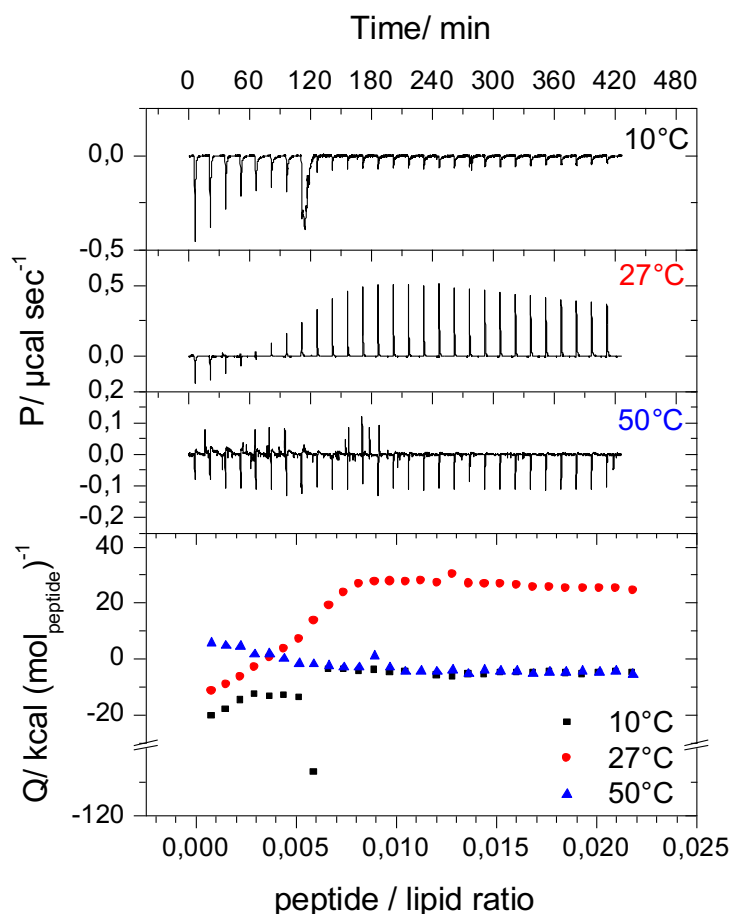 Time/ min
0 60 120 180 240 300 360 420 480
10°C
0,0
-0,5
27°C
0,5
0,0
0,2
50°C
0,1
0,0
-0,1
-0,2
P/ µcal sec⁻¹
40
20
0
-20
-120
Q/ kcal (mol_peptide)⁻¹
10°C
27°C
50°C
0,000 0,005 0,010 0,015 0,020 0,025
peptide / lipid ratio